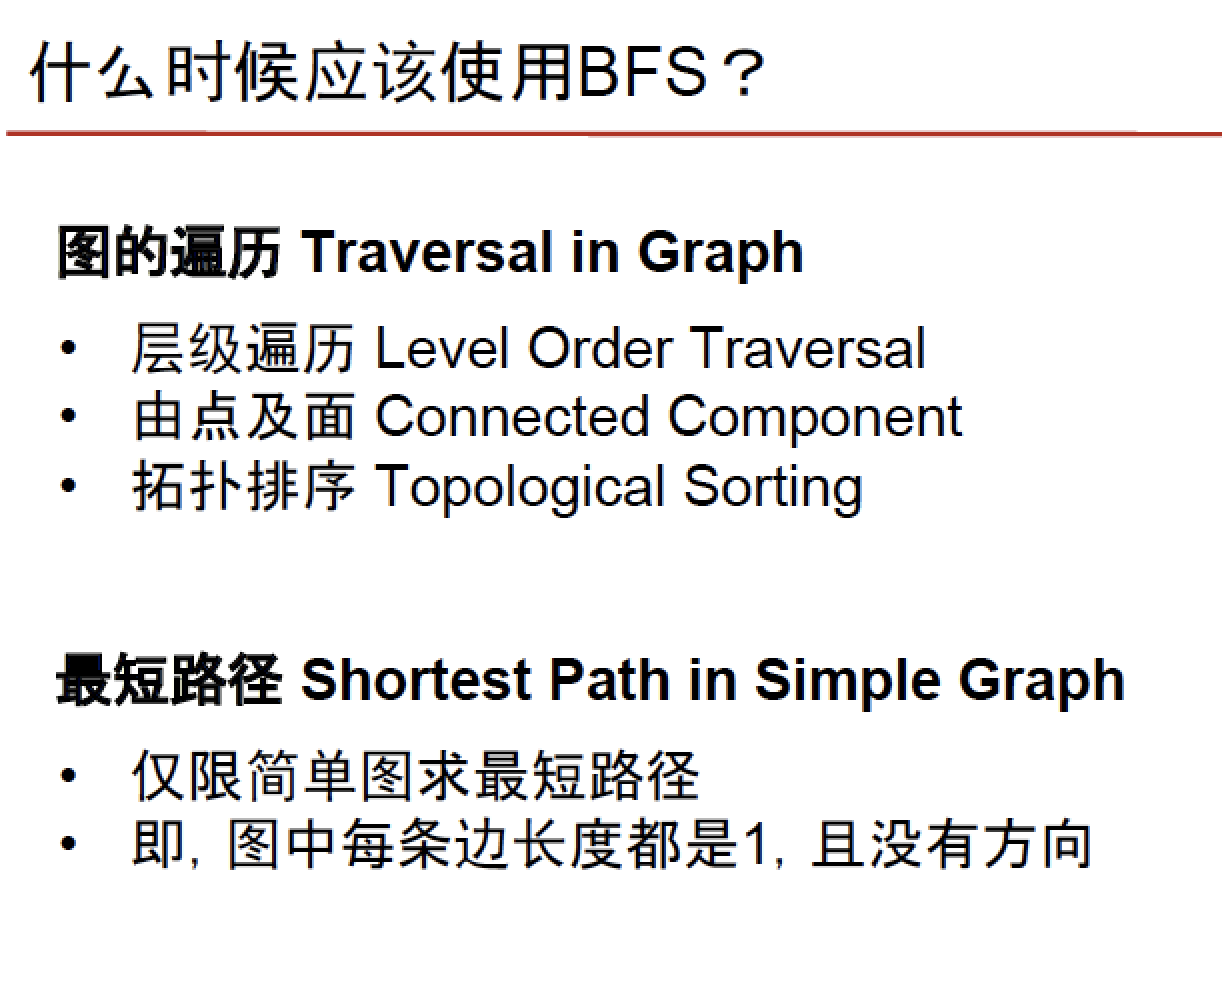 什么时候应该使用BFS？
图的遍历 Traversal in Graph
• 层级遍历 Level Order Traversal
• 由点及面 Connected Component
• 拓扑排序 Topological Sorting
最短路径 Shortest Path in Simple Graph
• 仅限简单图求最短路径
• 即, 图中每条边长度都是1, 且没有方向